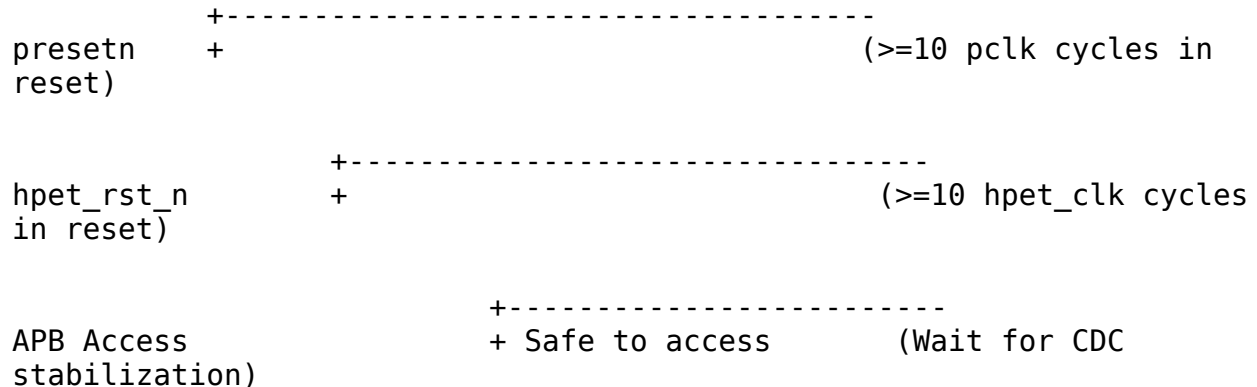 +------------------------------------
presetn    +                                    (>=10 pclk cycles in
reset)
                  +--------------------------------
hpet_rst_n        +                              (>=10 hpet_clk cycles
in reset)
                           +------------------------
APB Access                 + Safe to access       (Wait for CDC
stabilization)